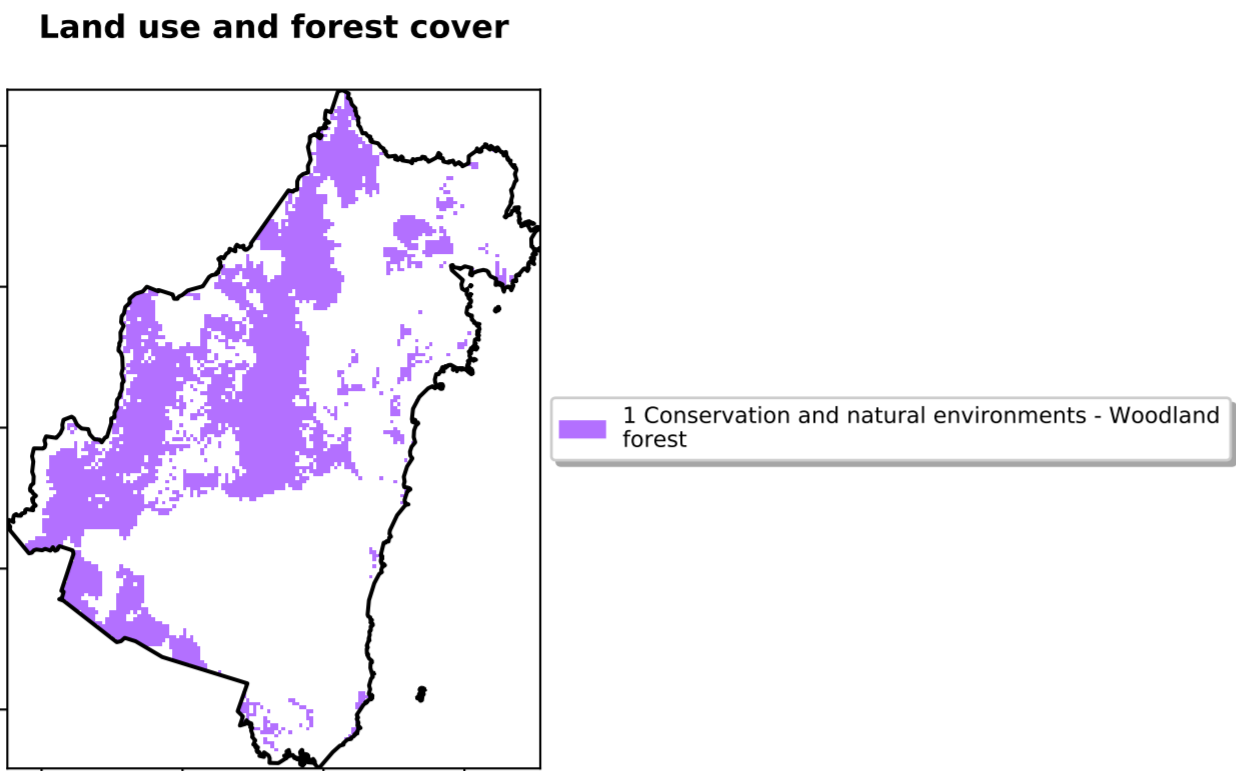 Land use and forest cover
1 Conservation and natural environments - Woodland
forest